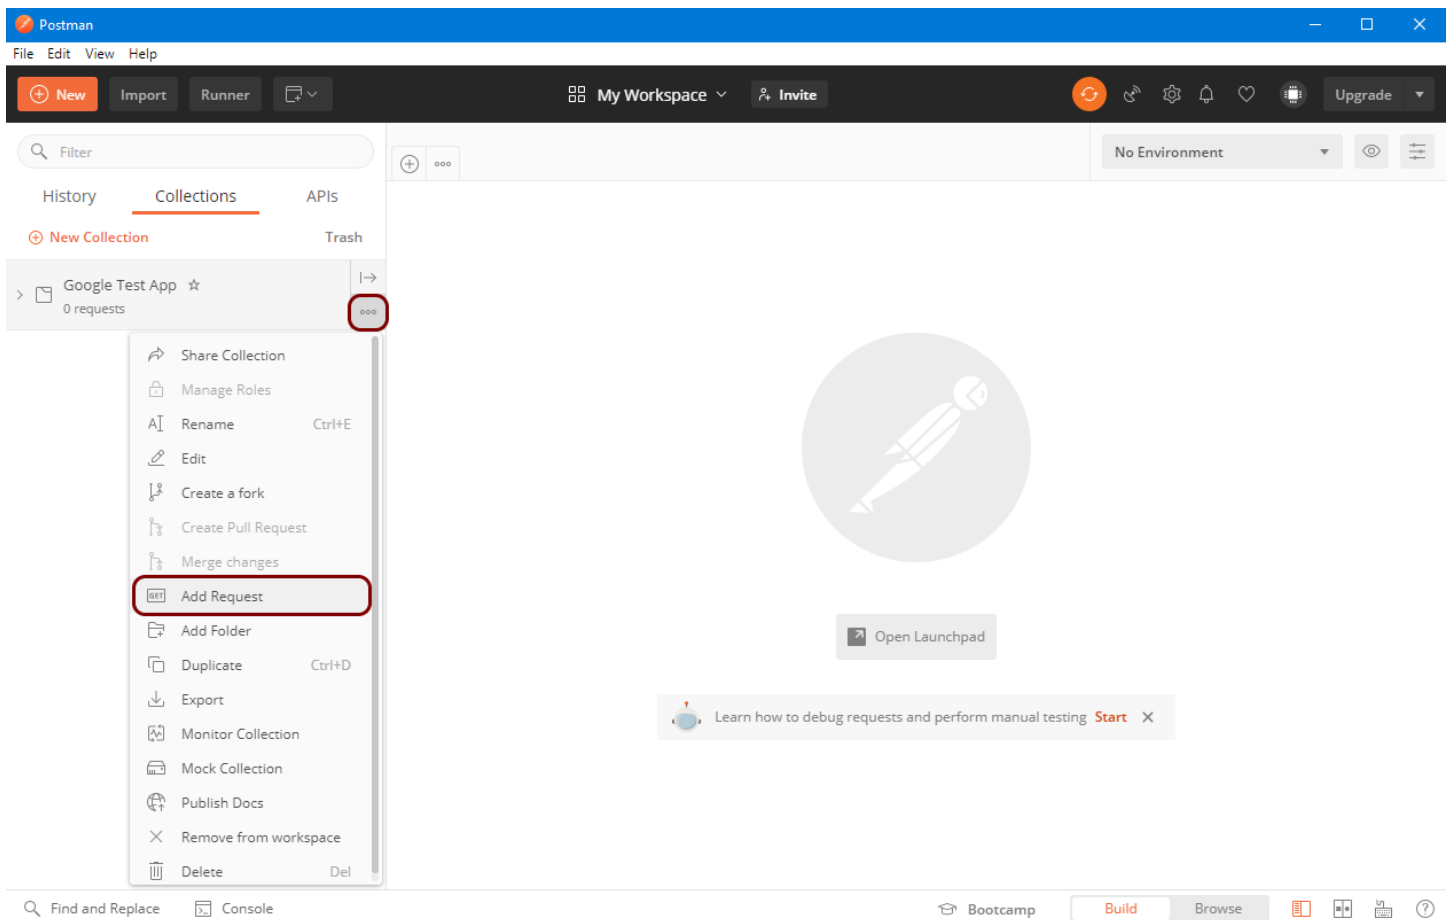 Postman
File Edit View Help
New Import Runner My Workspace Invite Upgrade
Filter
No Environment
History Collections APIs
New Collection Trash
Google Test App
0 requests
Share Collection
Manage Roles
Rename Ctrl+E
Edit
Create a fork
Create Pull Request
Merge changes
GET Add Request
Add Folder
Duplicate Ctrl+D
Export
Monitor Collection
Mock Collection
Publish Docs
Remove from workspace
Delete Del
Open Launchpad
Learn how to debug requests and perform manual testing Start
Find and Replace Console Bootcamp Build Browse